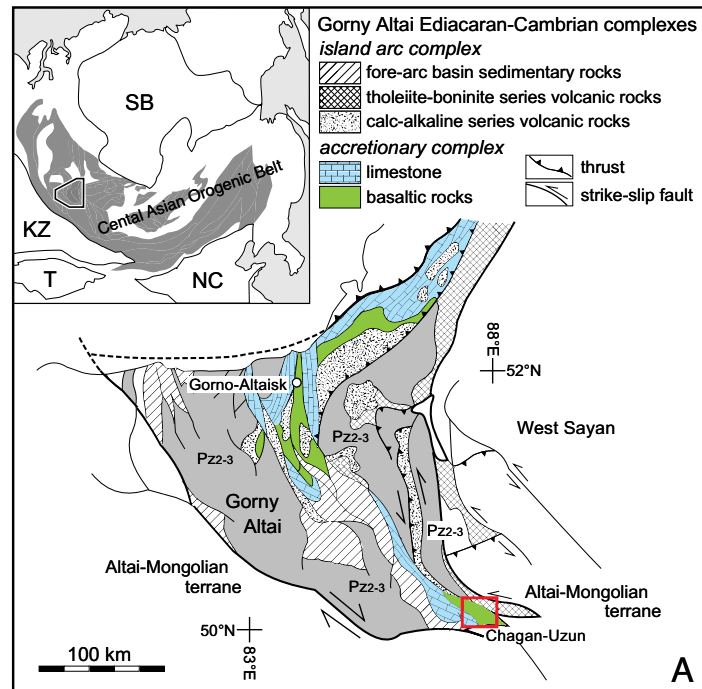 Gorny Altai Ediacaran-Cambrian complexes
island arc complex
fore-arc basin sedimentary rocks
tholeiite-boninite series volcanic rocks
calc-alkaline series volcanic rocks
accretionary complex
limestone
basaltic rocks
thrust
strike-slip fault
SB
Cental Asian Orogenic Belt
KZ
T
NC
88°E
52°N
Gorno-Altaisk
West Sayan
Pz2-3
Pz2-3
Gorny
Altai
Pz2-3
Altai-Mongolian
terrane
Pz2-3
Altai-Mongolian
terrane
50°N
83°E
Chagan-Uzun
100 km
A